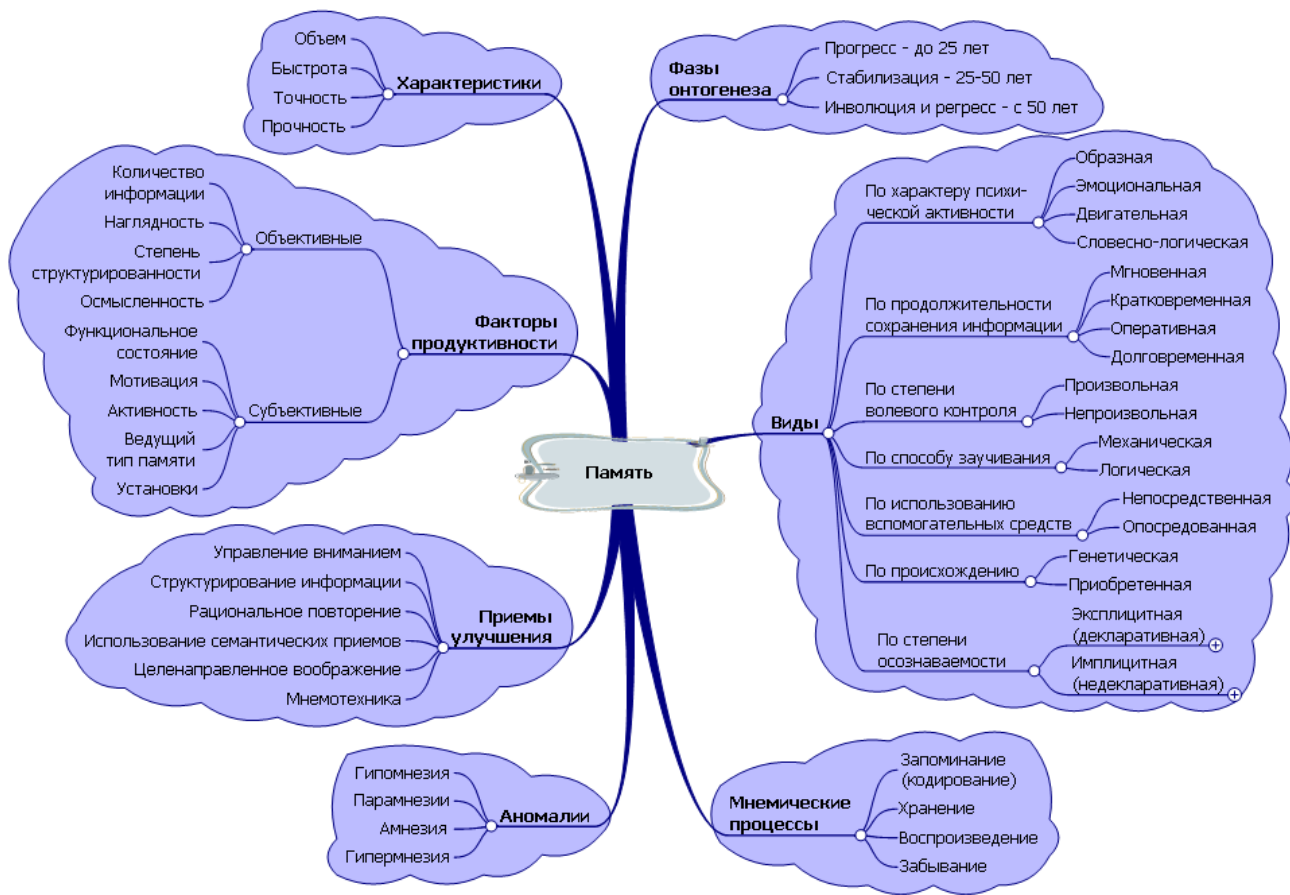 Память
Характеристики
Объем
Быстрота
Точность
Прочность
Факторы
продуктивности
Объективные
Количество
информации
Наглядность
Степень
структурированности
Осмысленность
Субъективные
Функциональное
состояние
Мотивация
Активность
Ведущий
тип памяти
Установки
Приемы
улучшения
Управление вниманием
Структурирование информации
Рациональное повторение
Использование семантических приемов
Целенаправленное воображение
Мнемотехника
Аномалии
Гипомнезия
Парамнезии
Амнезия
Гипермнезия
Фазы
онтогенеза
Прогресс - до 25 лет
Стабилизация - 25-50 лет
Инволюция и регресс - с 50 лет
Виды
По характеру психи-
ческой активности
Образная
Эмоциональная
Двигательная
Словесно-логическая
По продолжительности
сохранения информации
Мгновенная
Кратковременная
Оперативная
Долговременная
По степени
волевого контроля
Произвольная
Непроизвольная
По способу заучивания
Механическая
Логическая
По использованию
вспомогательных средств
Непосредственная
Опосредованная
По происхождению
Генетическая
Приобретенная
По степени
осознаваемости
Эксплицитная
(декларативная)
Имплицитная
(недекларативная)
Мнемические
процессы
Запоминание
(кодирование)
Хранение
Воспроизведение
Забывание